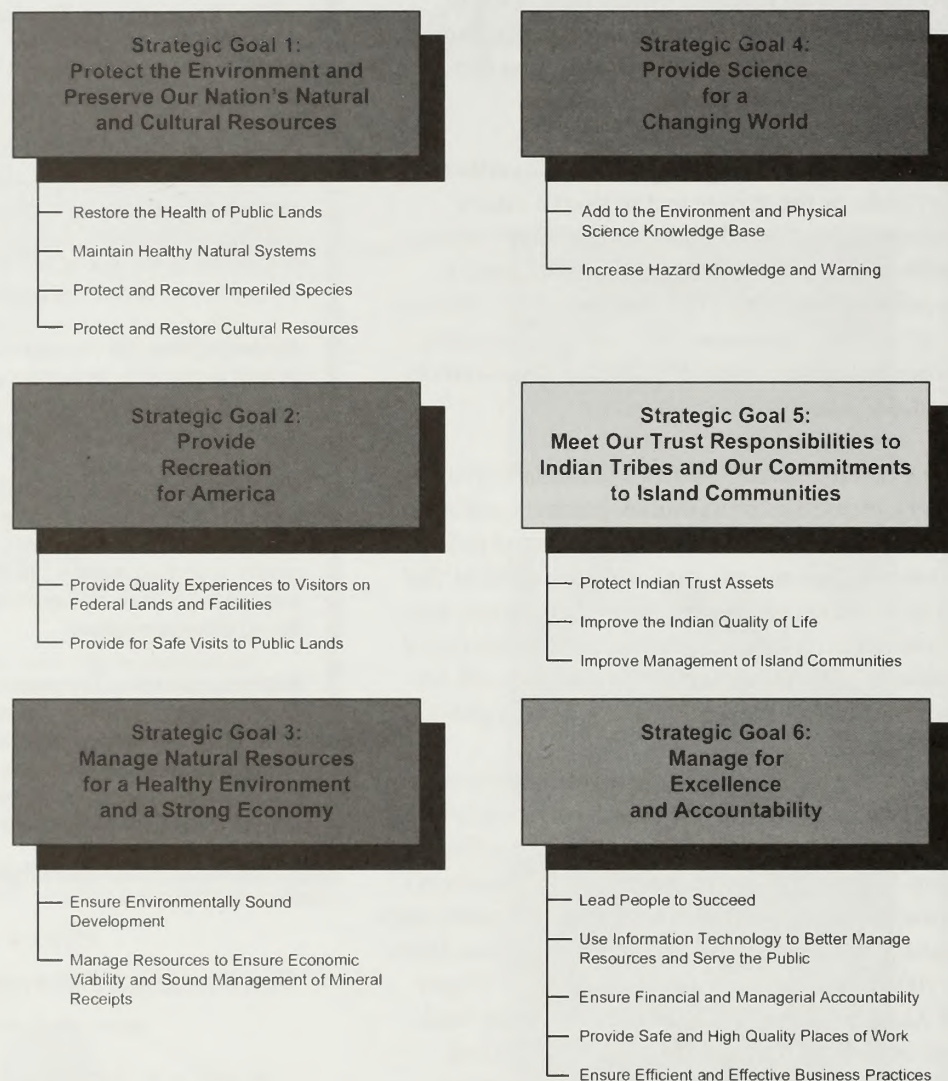 Strategic Goal 1:
Protect the Environment and
Preserve Our Nation's Natural
and Cultural Resources
Restore the Health of Public Lands
Maintain Healthy Natural Systems
Protect and Recover Imperiled Species
Protect and Restore Cultural Resources
Strategic Goal 2:
Provide
Recreation
for America
Provide Quality Experiences to Visitors on
Federal Lands and Facilities
Provide for Safe Visits to Public Lands
Strategic Goal 3:
Manage Natural Resources
for a Healthy Environment
and a Strong Economy
Ensure Environmentally Sound
Development
Manage Resources to Ensure Economic
Viability and Sound Management of Mineral
Receipts
Strategic Goal 4:
Provide Science
for a
Changing World
Add to the Environment and Physical
Science Knowledge Base
Increase Hazard Knowledge and Warning
Strategic Goal 5:
Meet Our Trust Responsibilities to
Indian Tribes and Our Commitments
to Island Communities
Protect Indian Trust Assets
Improve the Indian Quality of Life
Improve Management of Island Communities
Strategic Goal 6:
Manage for
Excellence
and Accountability
Lead People to Succeed
Use Information Technology to Better Manage
Resources and Serve the Public
Ensure Financial and Managerial Accountability
Provide Safe and High Quality Places of Work
Ensure Efficient and Effective Business Practices